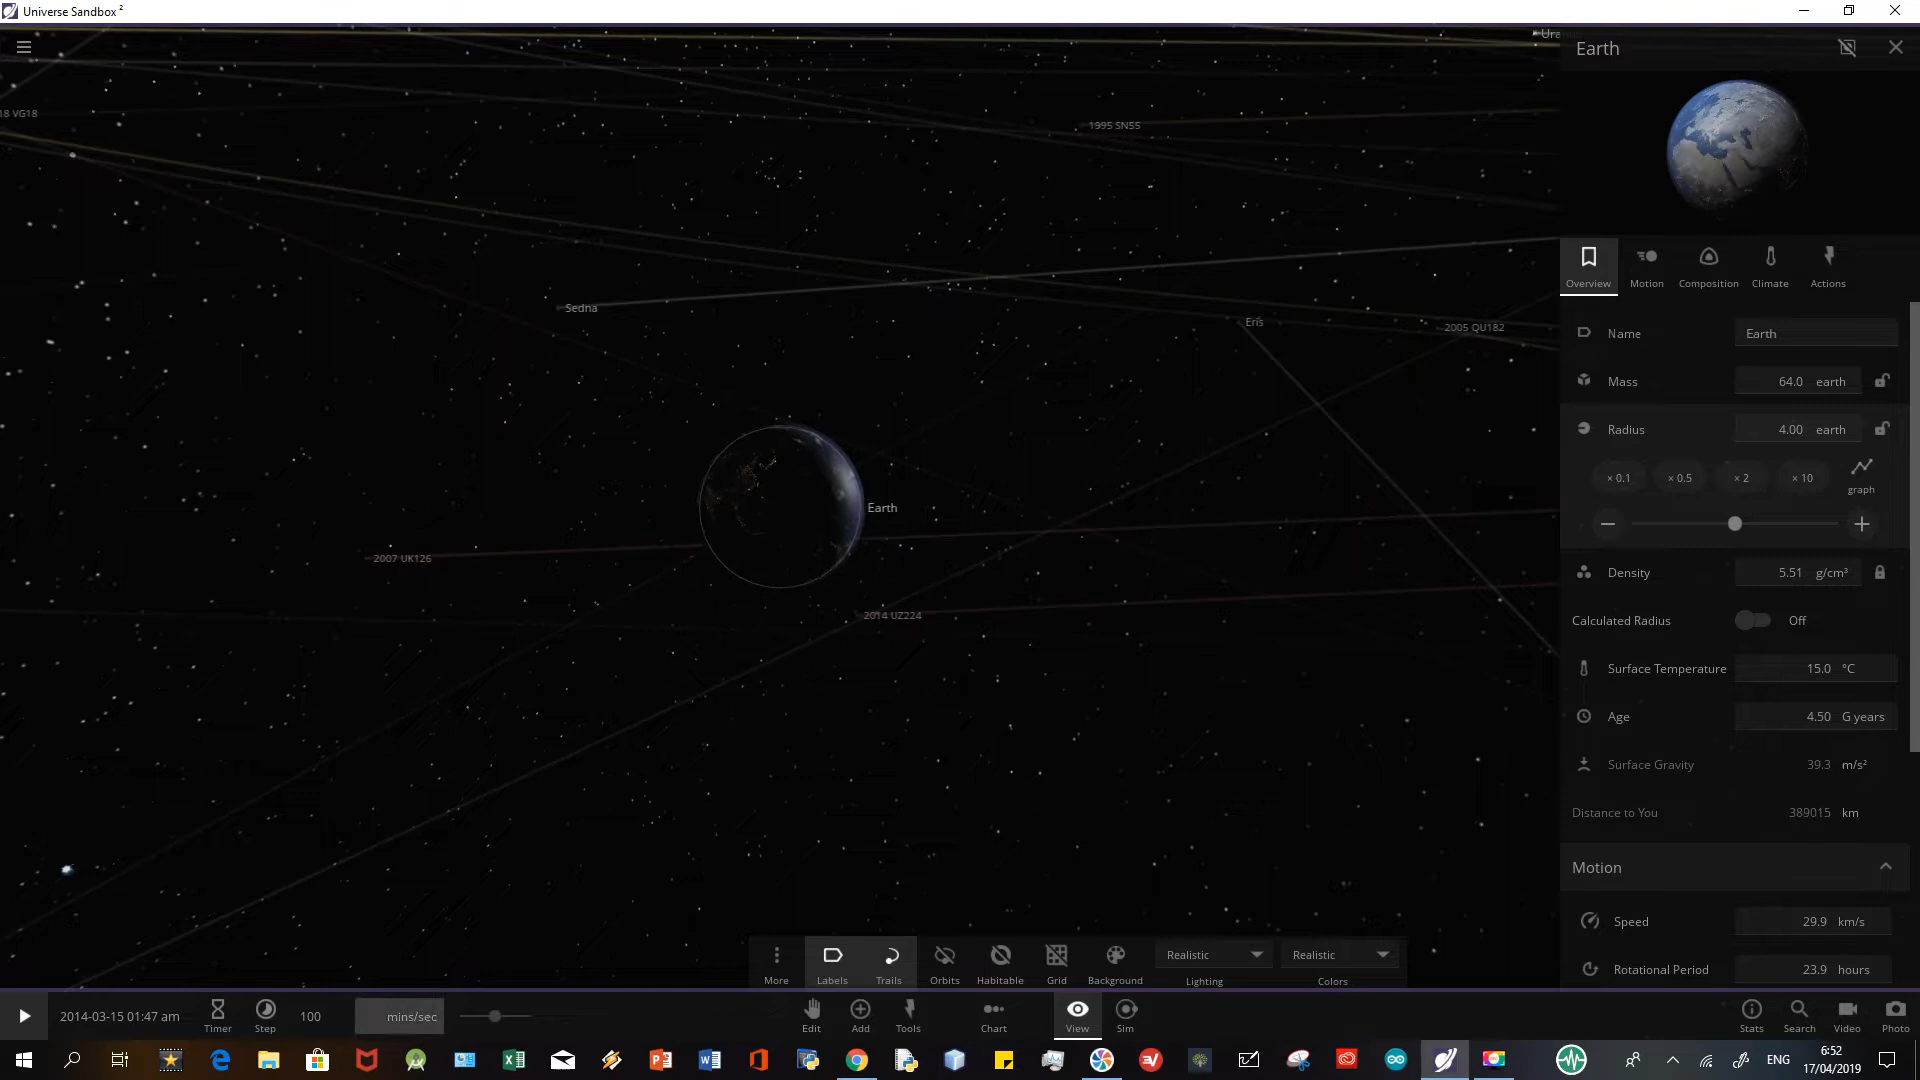 Universe Sandbox ²
Ura
Earth
18 VG18
1995 SN55
Overview Motion Composition Climate Actions
Sedna
Eris
2005 QU182
Name Earth
Mass 64.0 earth
Radius 4.00 earth
× 0.1 × 0.5 × 2 × 10 graph
Earth
2007 UK126
2014 UZ224
Density 5.51 g/cm³
Calculated Radius Off
Surface Temperature 15.0 °C
Age 4.50 G years
Surface Gravity 39.3 m/s²
Distance to You 389015 km
Motion
Speed 29.9 km/s
Rotational Period 23.9 hours
Realistic Realistic
More Labels Trails Orbits Habitable Grid Background Lighting Colors
2014-03-15 01:47 am Timer Step 100 mins/sec
Edit Add Tools Chart View Sim Stats Search Video Photo
ENG 6:52
17/04/2019